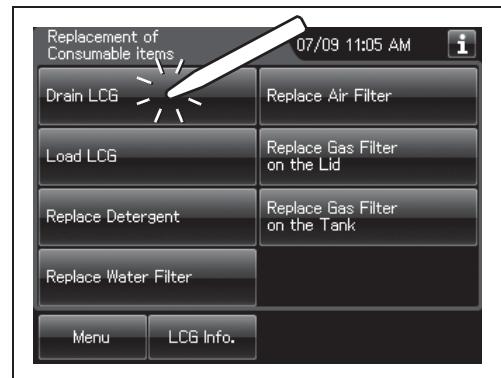 Replacement of
Consumable items
07/09 11:05 AM
i
Drain LCG
Replace Air Filter
Load LCG
Replace Gas Filter
on the Lid
Replace Detergent
Replace Gas Filter
on the Tank
Replace Water Filter
Menu
LCG Info.